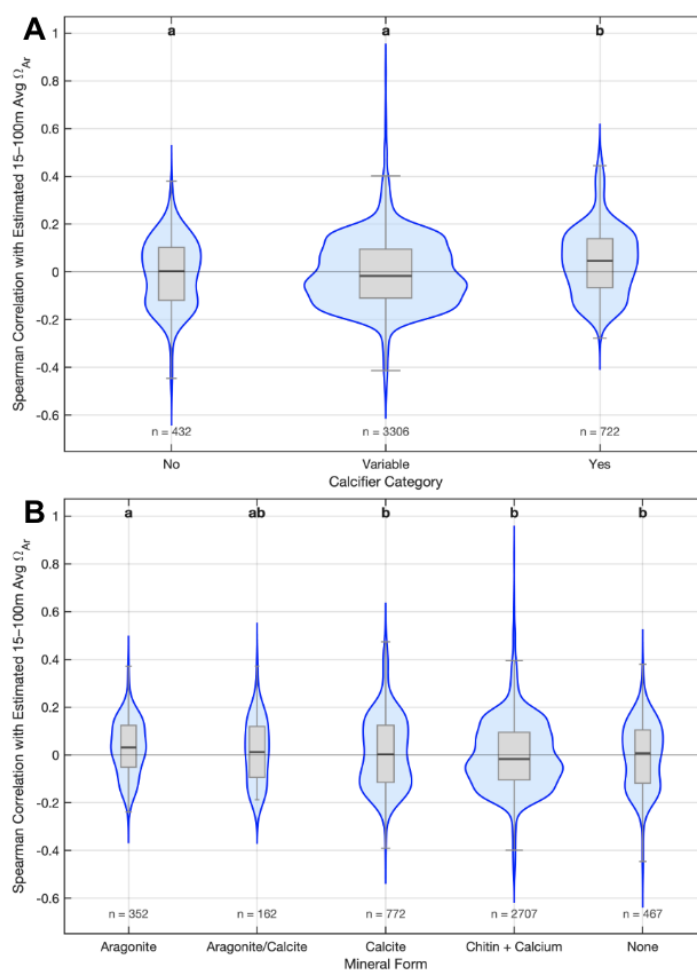 A
a a b
Spearman Correlation with Estimated 15–100m Avg Ω_Ar
1
0.8
0.6
0.4
0.2
0
-0.2
-0.4
-0.6
n = 432 n = 3306 n = 722
No Variable Yes
Calcifier Category
B
a ab b b b
Spearman Correlation with Estimated 15–100m Avg Ω_Ar
1
0.8
0.6
0.4
0.2
0
-0.2
-0.4
-0.6
n = 352 n = 162 n = 772 n = 2707 n = 467
Aragonite Aragonite/Calcite Calcite Chitin + Calcium None
Mineral Form